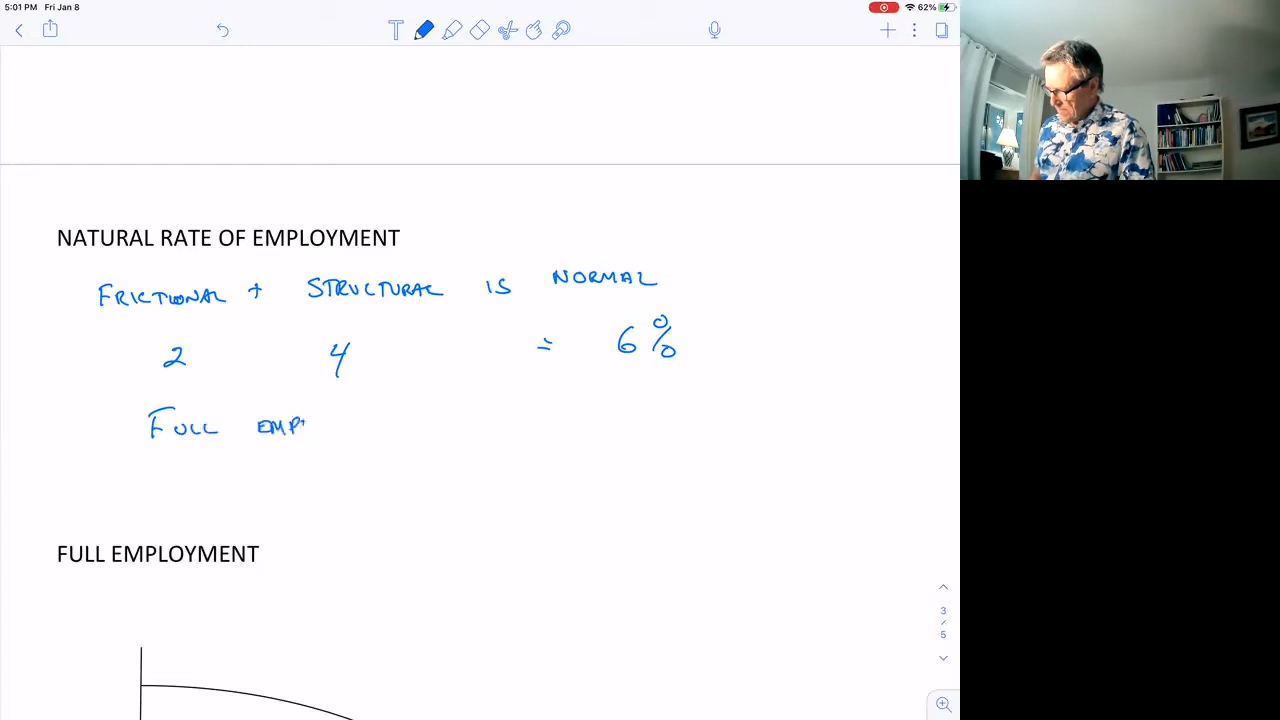 5:01 PM Fri Jan 8
62%
NATURAL RATE OF EMPLOYMENT
FRICTIONAL + STRUCTURAL IS NORMAL
2 4 = 6%
FULL EMP
FULL EMPLOYMENT
3
/
5